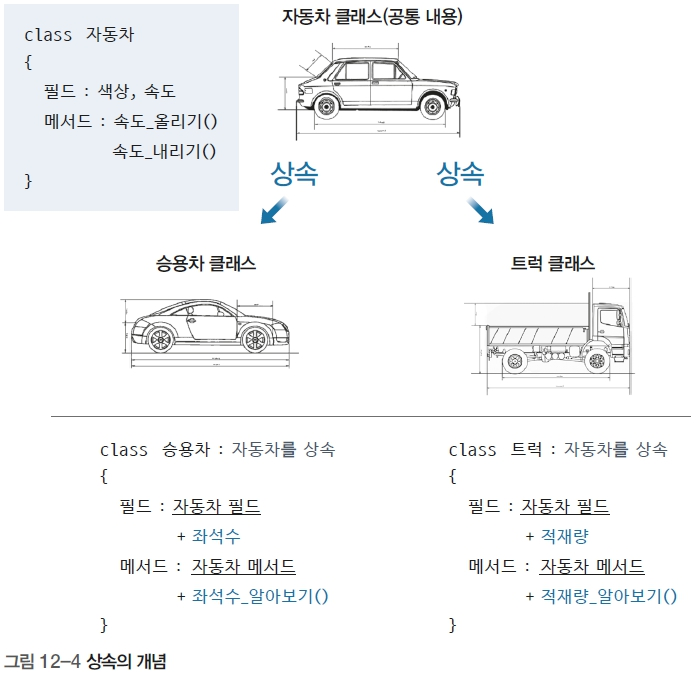 자동차 클래스(공통 내용)
class 자동차
{
필드 : 색상, 속도
메서드 : 속도_올리기()
속도_내리기()
}
상속
상속
승용차 클래스
트럭 클래스
class 승용차 : 자동차를 상속
{
필드 : 자동차 필드
+ 좌석수
메서드 : 자동차 메서드
+ 좌석수_알아보기()
}
class 트럭 : 자동차를 상속
{
필드 : 자동차 필드
+ 적재량
메서드 : 자동차 메서드
+ 적재량_알아보기()
}
그림 12-4 상속의 개념